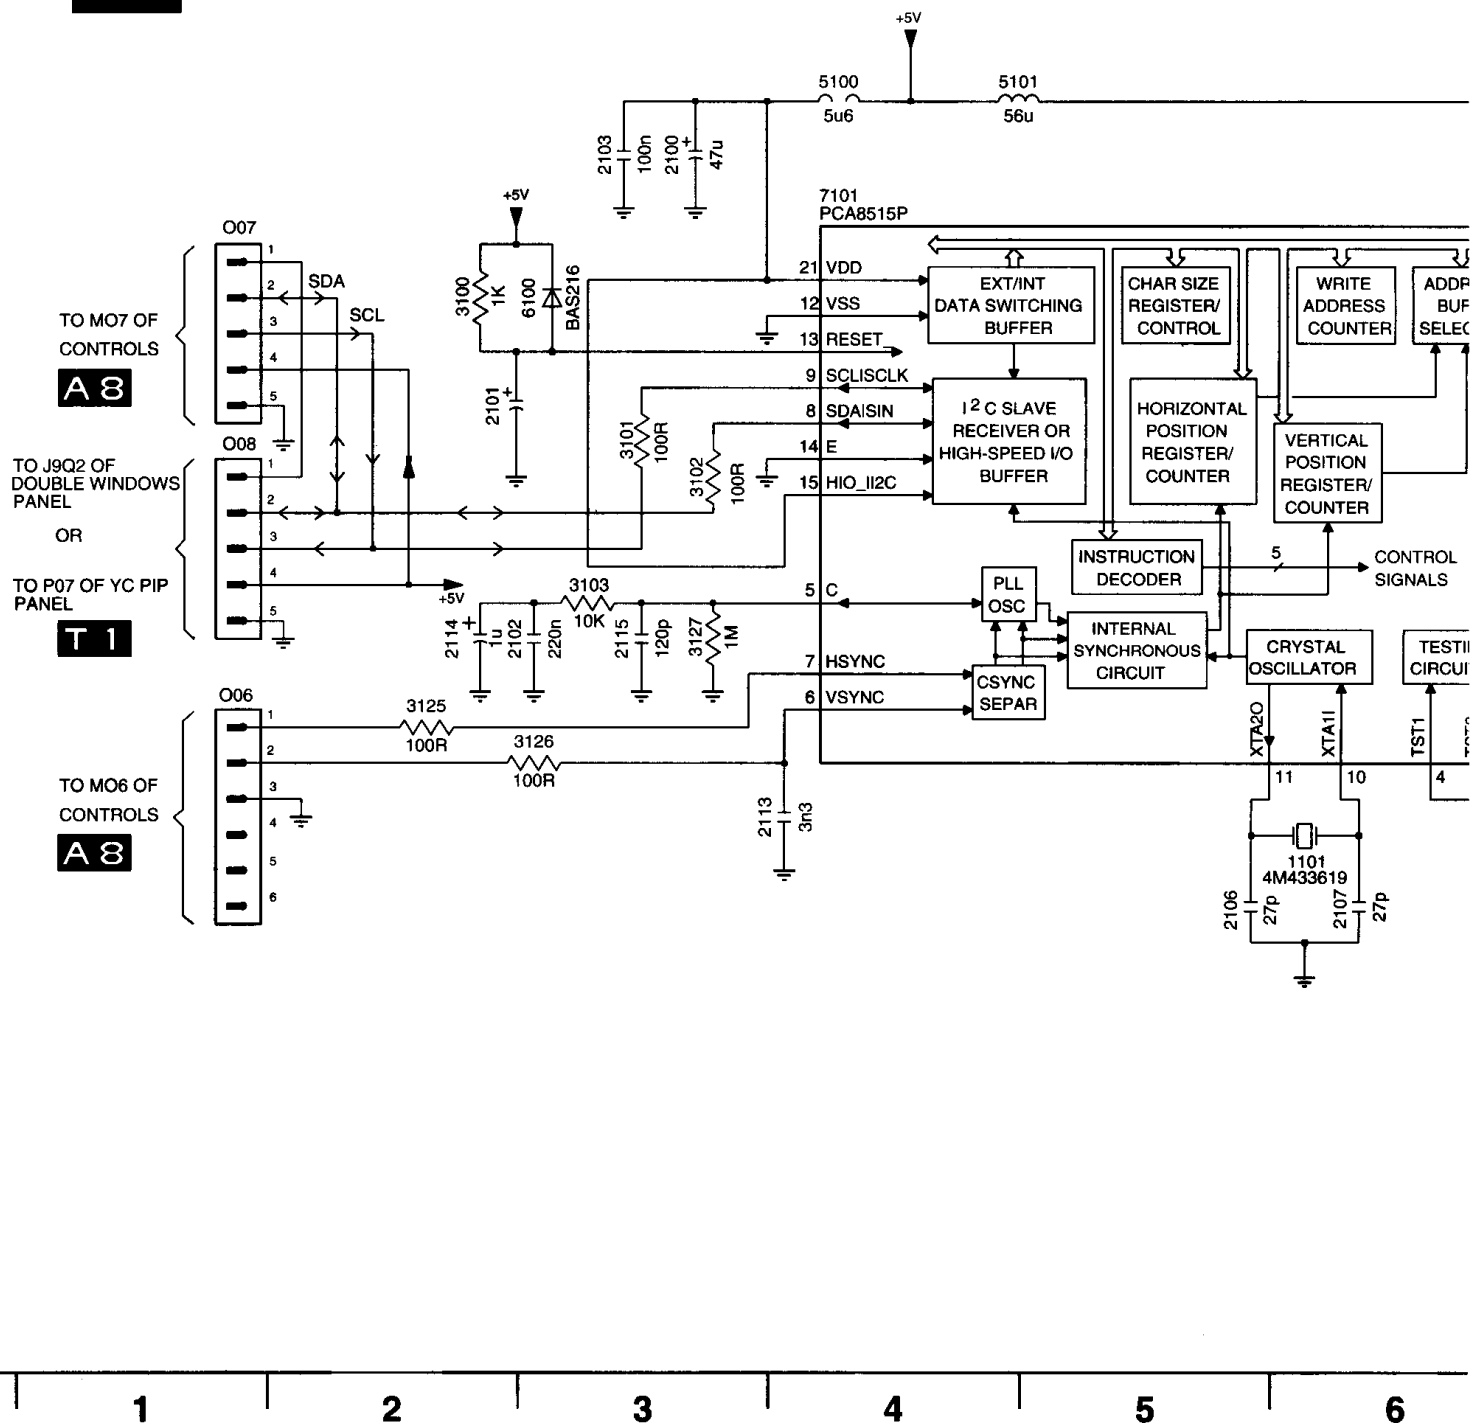 +5V
5100
5u6
5101
56u
2103
100n
2100
+
47u
+5V
3100
1K
6100
BAS216
2101
+
O07
1
2
3
4
5
SDA
SCL
TO MO7 OF
CONTROLS
A 8
O08
1
2
3
4
5
TO J9Q2 OF
DOUBLE WINDOWS
PANEL
OR
TO P07 OF YC PIP
PANEL
T 1
+5V
3101
100R
3102
100R
3103
10K
2114
+
1u
2102
220n
2115
120p
3127
1M
O06
1
2
3
4
5
6
TO MO6 OF
CONTROLS
A 8
3125
100R
3126
100R
2113
3n3
7101
PCA8515P
21 VDD
12 VSS
13 RESET_
9 SCLISCLK
8 SDAISIN
14 E
15 HIO_II2C
5 C
7 HSYNC
6 VSYNC
EXT/INT
DATA SWITCHING
BUFFER
CHAR SIZE
REGISTER/
CONTROL
WRITE
ADDRESS
COUNTER
I2C SLAVE
RECEIVER OR
HIGH-SPEED I/O
BUFFER
HORIZONTAL
POSITION
REGISTER/
COUNTER
VERTICAL
POSITION
REGISTER/
COUNTER
INSTRUCTION
DECODER
5
CONTROL
SIGNALS
PLL
OSC
INTERNAL
SYNCHRONOUS
CIRCUIT
CSYNC
SEPAR
CRYSTAL
OSCILLATOR
XTA2O
XTA1I
TST1
11
10
4
1101
4M433619
2106
27p
2107
27p
1
2
3
4
5
6